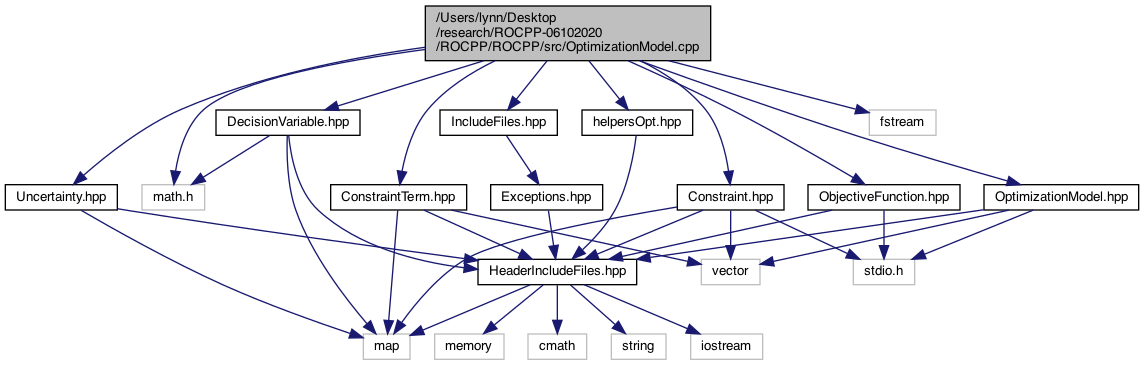 /Users/lynn/Desktop
/research/ROCPP-06102020
/ROCPP/ROCPP/src/OptimizationModel.cpp
DecisionVariable.hpp
IncludeFiles.hpp
helpersOpt.hpp
fstream
Uncertainty.hpp
math.h
ConstraintTerm.hpp
Exceptions.hpp
Constraint.hpp
ObjectiveFunction.hpp
OptimizationModel.hpp
HeaderIncludeFiles.hpp
vector
stdio.h
map
memory
cmath
string
iostream